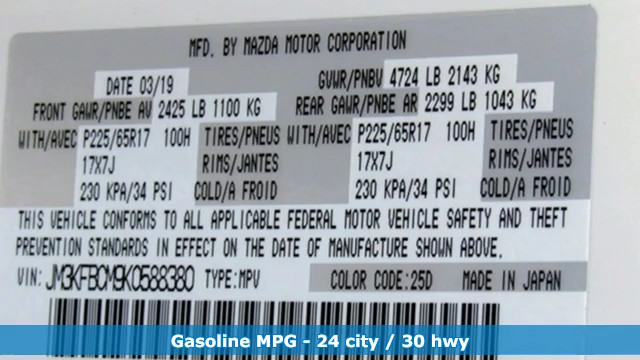 MFD. BY MAZDA MOTOR CORPORATION
DATE 03/19 GVWR/PNBV 4724 LB 2143 KG
FRONT GAWR/PNBE AV 2425 LB 1100 KG REAR GAWR/PNBE AR 2299 LB 1043 KG
WITH/AVEC P225/65R17 100H TIRES/PNEUS WITH/AVEC P225/65R17 100H TIRES/PNEUS
17X7J RIMS/JANTES 17X7J RIMS/JANTES
230 KPA/34 PSI COLD/A FROID 230 KPA/34 PSI COLD/A FROID
THIS VEHICLE CONFORMS TO ALL APPLICABLE FEDERAL MOTOR VEHICLE SAFETY AND THEFT
PREVENTION STANDARDS IN EFFECT ON THE DATE OF MANUFACTURE SHOWN ABOVE.
VIN: JM3KFBCM9K0588380 TYPE:MPV COLOR CODE:25D MADE IN JAPAN
Gasoline MPG - 24 city / 30 hwy